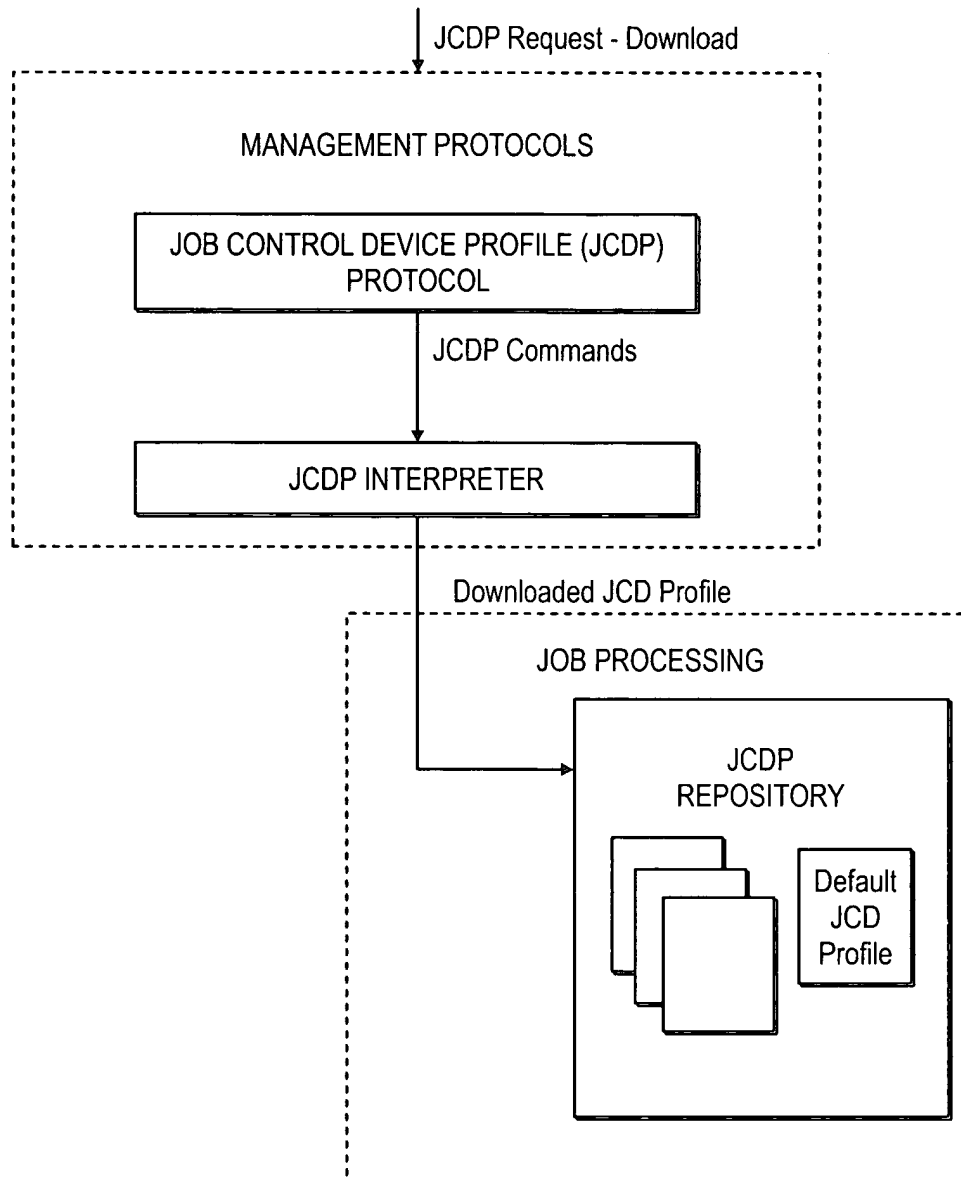 JCDP Request - Download
MANAGEMENT PROTOCOLS
JOB CONTROL DEVICE PROFILE (JCDP)
PROTOCOL
JCDP Commands
JCDP INTERPRETER
Downloaded JCD Profile
JOB PROCESSING
JCDP
REPOSITORY
Default
JCD
Profile